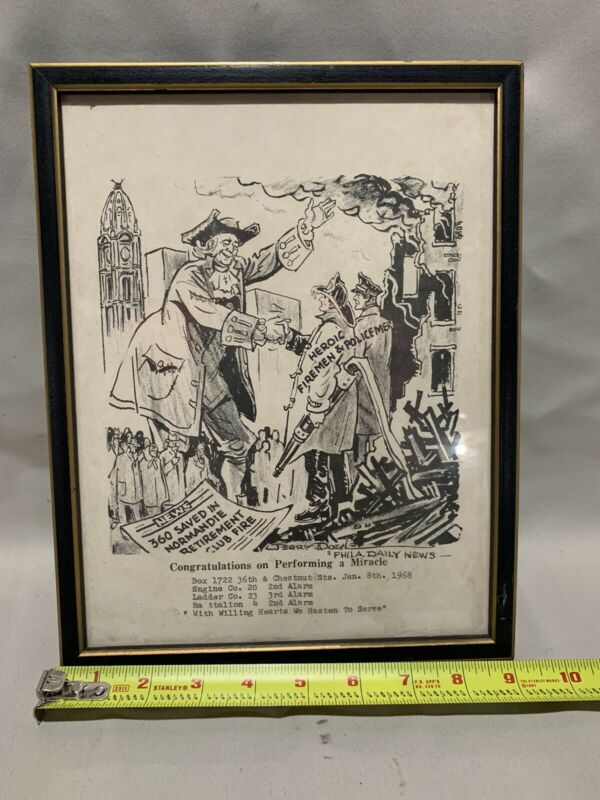 HEROIC
FIREMEN & POLICEMEN
NEWS
360 SAVED IN
NORMANDIE
RETIREMENT
CLUB FIRE
JERRY DOYLE
PHILA. DAILY NEWS —
Congratulations on Performing a Miracle
Box 1722 36th & Chestnut Sts. Jan. 8th. 1968
Engine Co. 20 2nd Alarm
Ladder Co. 23 3rd Alarm
Ba ttalion 4 2nd Alarm
" With Willing Hearts We Hasten To Serve"
1 2 STANLEY® 3 4 5 6 7 8 9 10